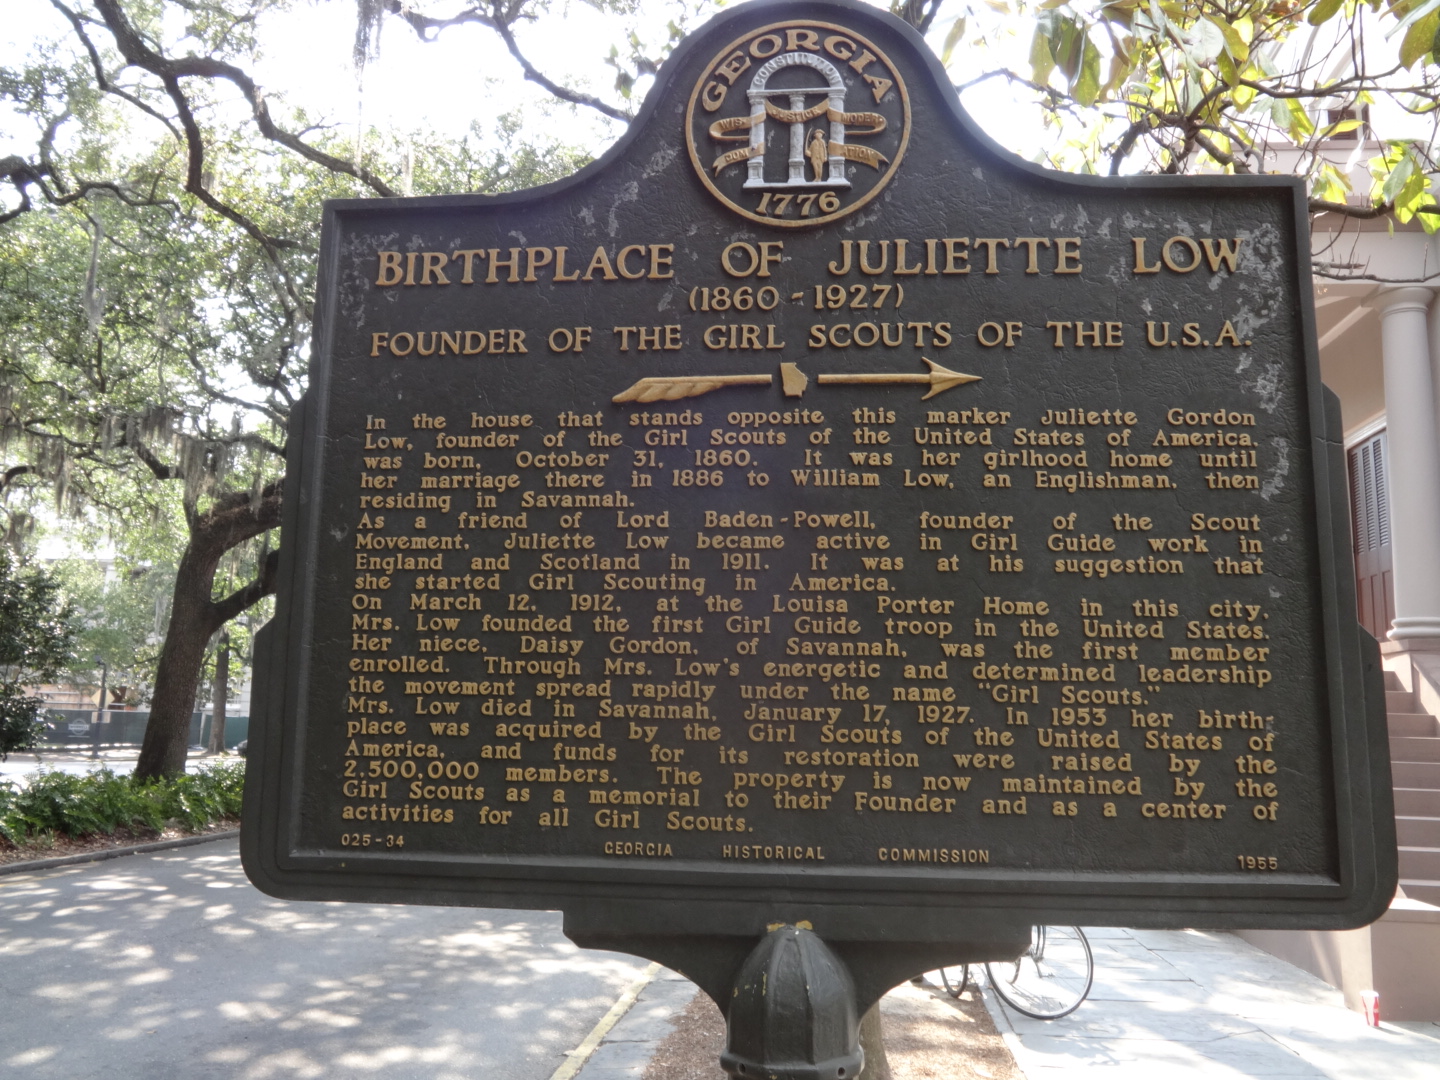 GEORGIA
CONSTITUTION
WISDOM JUSTICE MODERATION
1776
BIRTHPLACE OF JULIETTE LOW
(1860 - 1927)
FOUNDER OF THE GIRL SCOUTS OF THE U.S.A.
In the house that stands opposite this marker Juliette Gordon
Low, founder of the Girl Scouts of the United States of America,
was born, October 31, 1860. It was her girlhood home until
her marriage there in 1886 to William Low, an Englishman, then
residing in Savannah.
As a friend of Lord Baden-Powell, founder of the Scout
Movement, Juliette Low became active in Girl Guide work in
England and Scotland in 1911. It was at his suggestion that
she started Girl Scouting in America.
On March 12, 1912, at the Louisa Porter Home in this city,
Mrs. Low founded the first Girl Guide troop in the United States.
Her niece, Daisy Gordon, of Savannah, was the first member
enrolled. Through Mrs. Low's energetic and determined leadership
the movement spread rapidly under the name "Girl Scouts."
Mrs. Low died in Savannah, January 17, 1927. In 1953 her birth-
place was acquired by the Girl Scouts of the United States of
America, and funds for its restoration were raised by the
2,500,000 members. The property is now maintained by the
Girl Scouts as a memorial to their Founder and as a center of
activities for all Girl Scouts.
025-34 GEORGIA HISTORICAL COMMISSION 1955